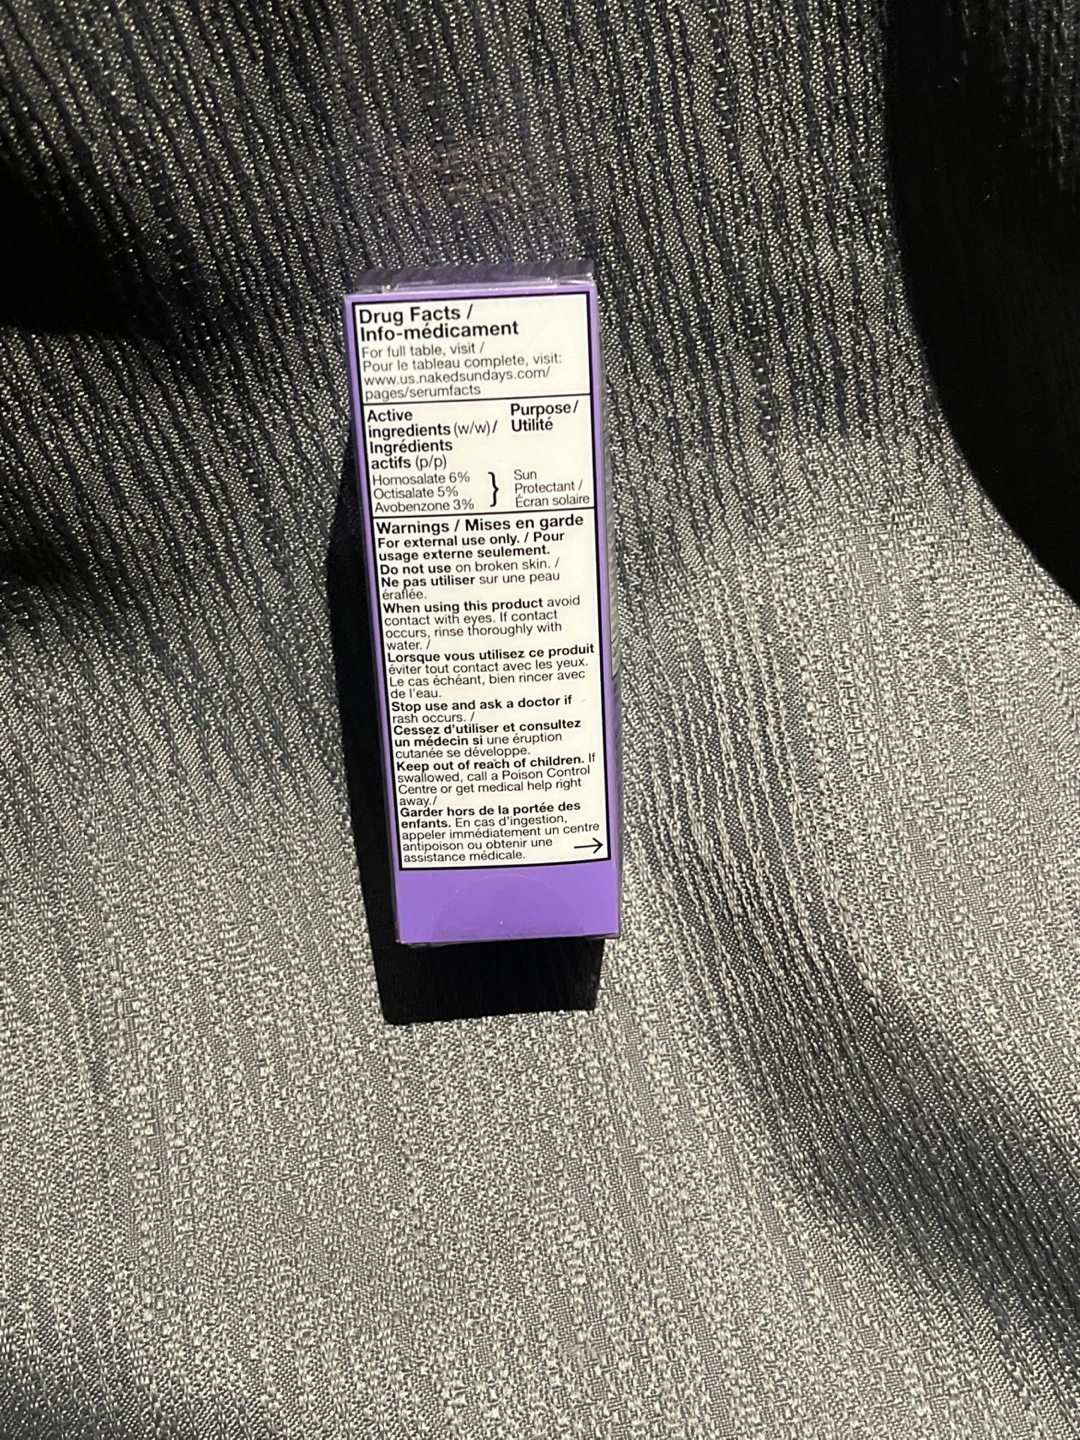 Drug Facts /
Info-médicament
For full table, visit /
Pour le tableau complete, visit:
www.us.nakedsundays.com/
pages/serumfacts
Active
ingredients (w/w)/
Ingrédients
actifs (p/p)
Purpose/
Utilité
Homosalate 6%
Octisalate 5%
Avobenzone 3%
}
Sun
Protectant /
Écran solaire
Warnings / Mises en garde
For external use only. / Pour
usage externe seulement.
Do not use on broken skin. /
Ne pas utiliser sur une peau
éraflée.
When using this product avoid
contact with eyes. If contact
occurs, rinse thoroughly with
water. /
Lorsque vous utilisez ce produit
éviter tout contact avec les yeux.
Le cas échéant, bien rincer avec
de l'eau.
Stop use and ask a doctor if
rash occurs. /
Cessez d'utiliser et consultez
un médecin si une éruption
cutanée se développe.
Keep out of reach of children. If
swallowed, call a Poison Control
Centre or get medical help right
away./
Garder hors de la portée des
enfants. En cas d'ingestion,
appeler immédiatement un centre
antipoison ou obtenir une
assistance médicale. →